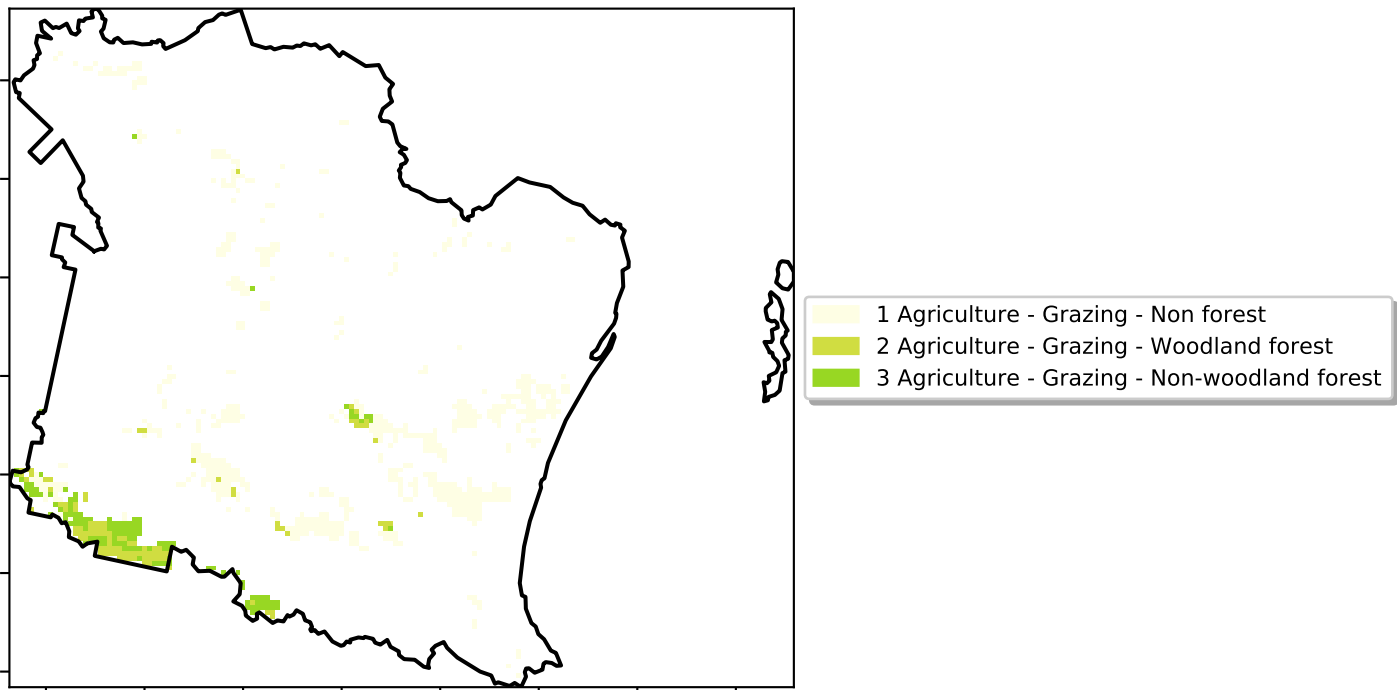 1 Agriculture - Grazing - Non forest
2 Agriculture - Grazing - Woodland forest
3 Agriculture - Grazing - Non-woodland forest